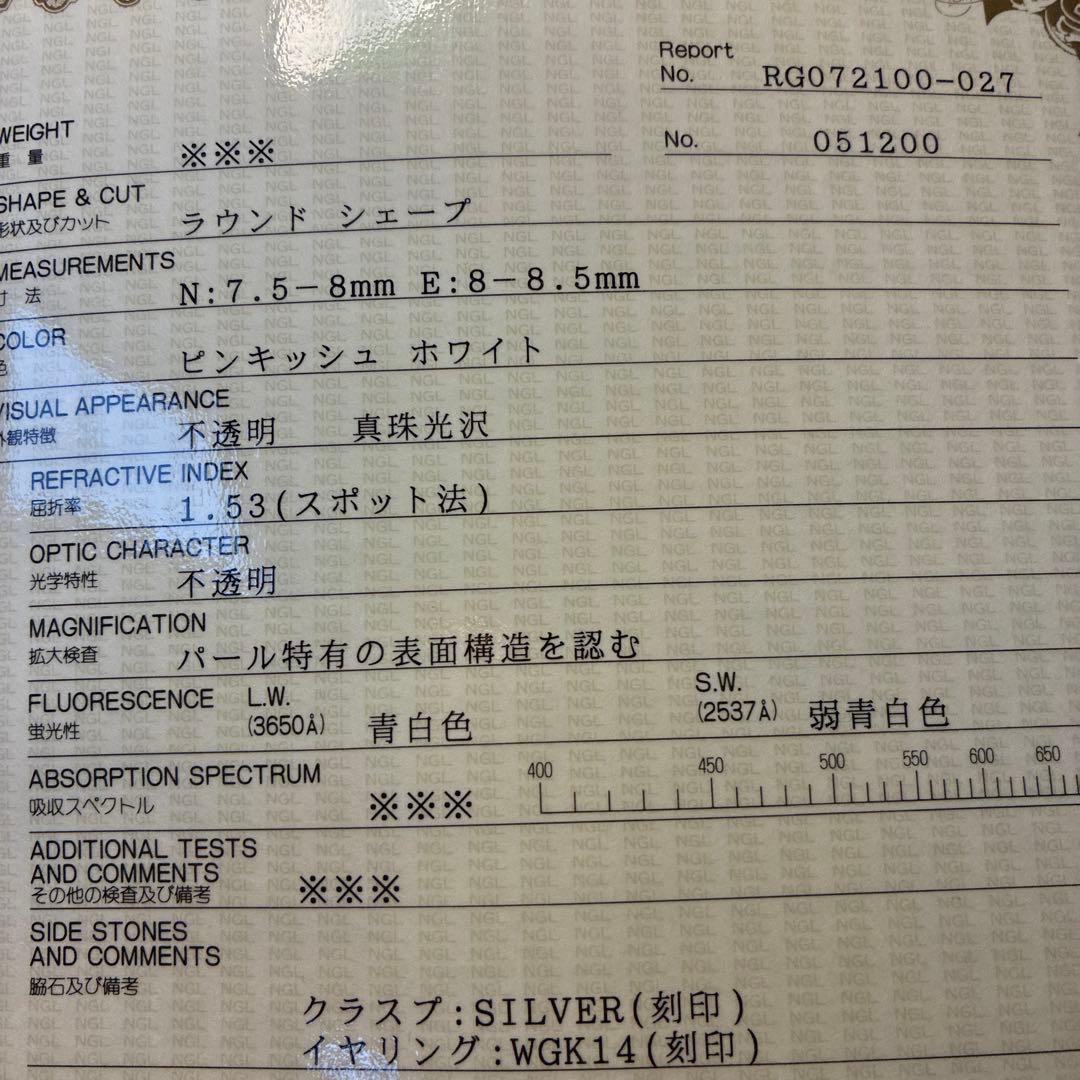 Report
No. RG072100-027
No. 051200
WEIGHT
重量 ※※※
SHAPE & CUT
形状及びカット ラウンド シェープ
MEASUREMENTS
寸法 N:7.5-8mm E:8-8.5mm
COLOR
色 ピンキッシュ ホワイト
VISUAL APPEARANCE
外観特徴 不透明 真珠光沢
REFRACTIVE INDEX
屈折率 1.53(スポット法)
OPTIC CHARACTER
光学特性 不透明
MAGNIFICATION
拡大検査 パール特有の表面構造を認む
FLUORESCENCE L.W. S.W.
蛍光性 (3650Å) 青白色 (2537Å) 弱青白色
ABSORPTION SPECTRUM 400 450 500 550 600 650
吸収スペクトル ※※※
ADDITIONAL TESTS
AND COMMENTS
その他の検査及び備考 ※※※
SIDE STONES
AND COMMENTS
脇石及び備考
クラスプ:SILVER(刻印)
イヤリング:WGK14(刻印)